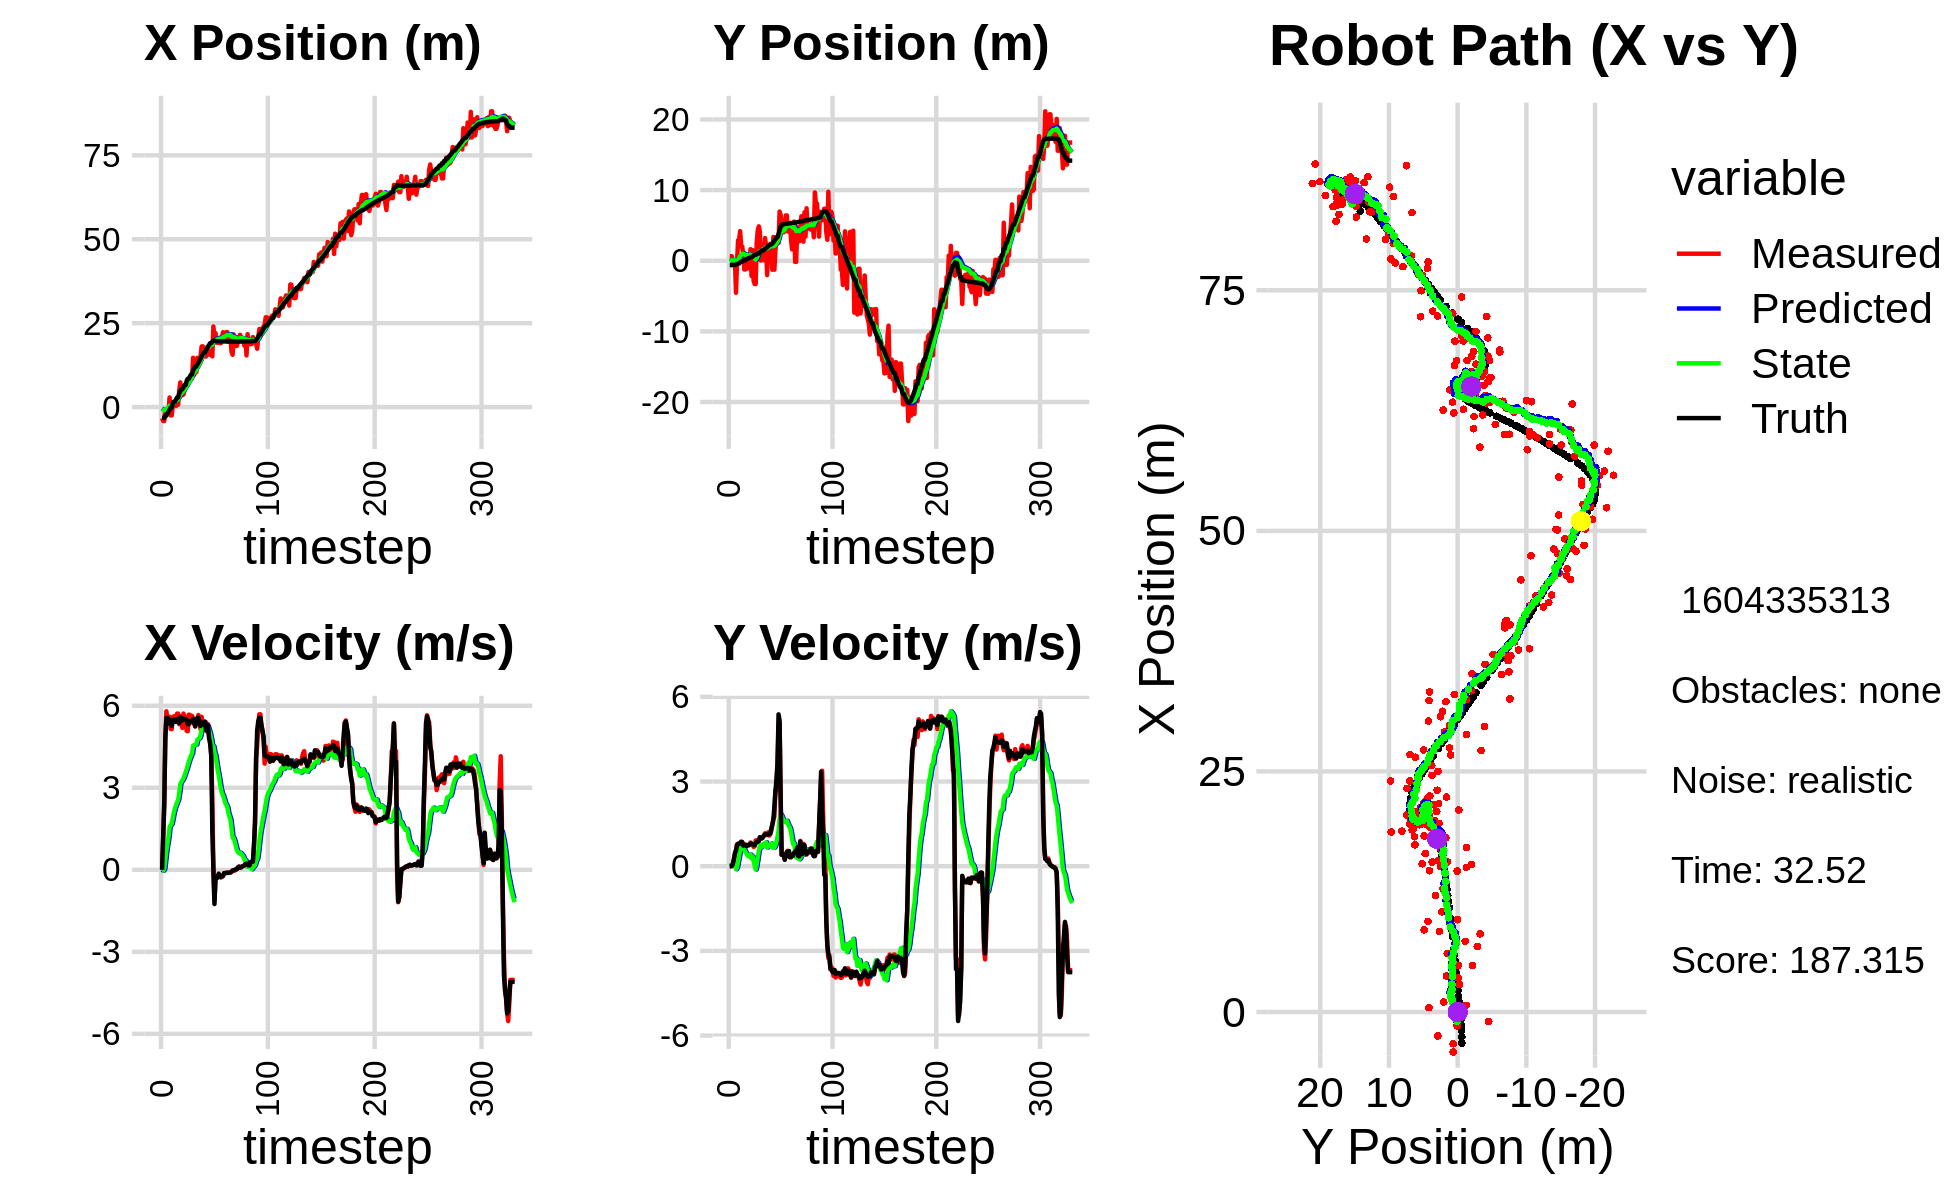 X Position (m)
75
50
25
0
0
100
200
300
timestep
Y Position (m)
20
10
0
-10
-20
0
100
200
300
timestep
X Velocity (m/s)
6
3
0
-3
-6
0
100
200
300
timestep
Y Velocity (m/s)
6
3
0
-3
-6
0
100
200
300
timestep
Robot Path (X vs Y)
X Position (m)
75
50
25
0
20 10 0 -10 -20
Y Position (m)
variable
Measured
Predicted
State
Truth
1604335313
Obstacles: none
Noise: realistic
Time: 32.52
Score: 187.315